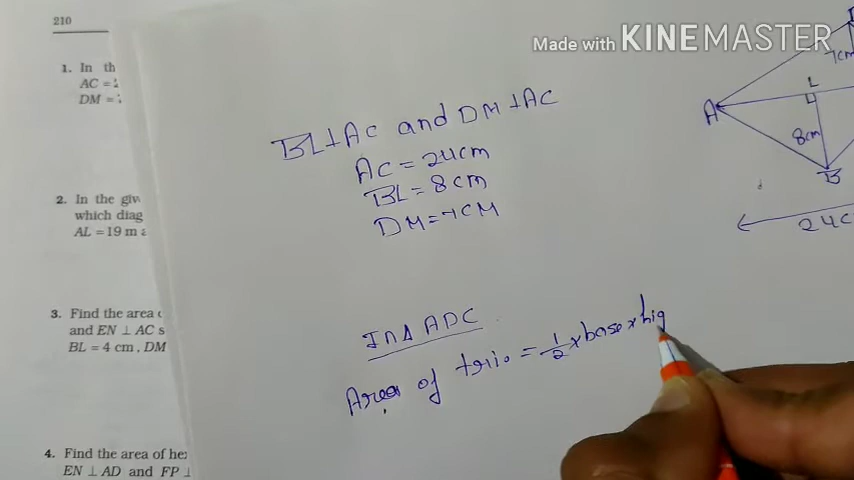 210
Made with KINEMASTER
1. In th
AC =
DM =
2. In the giv
which diag
AL = 19 m a
3. Find the area
and EN ⊥ AC s
BL = 4 cm, DM
4. Find the area of he
EN ⊥ AD and FP ⊥
BL⊥AC and DM⊥AC
AC = 24cm
BL = 8cm
DM = 7CM
In Δ ADC
Area of trio = 1/2 × base × hig
7cm
L
A
8cm
B
24c